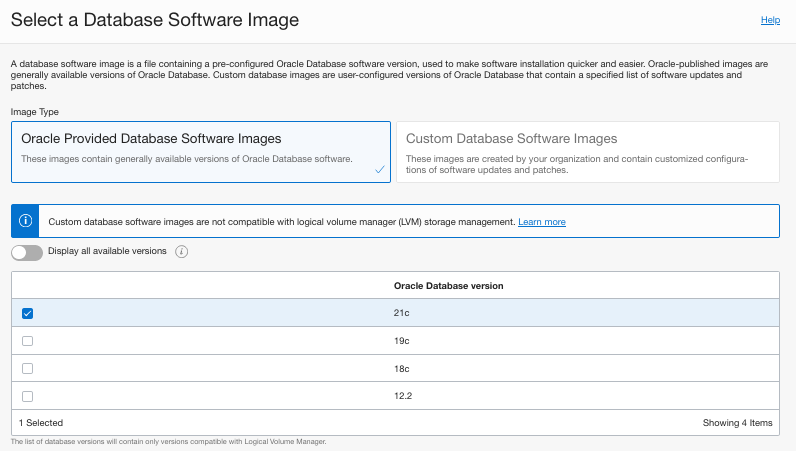 Select a Database Software Image
Help
A database software image is a file containing a pre-configured Oracle Database software version, used to make software installation quicker and easier. Oracle-published images are
generally available versions of Oracle Database. Custom database images are user-configured versions of Oracle Database that contain a specified list of software updates and
patches.
Image Type
Oracle Provided Database Software Images
These images contain generally available versions of Oracle Database software.
Custom Database Software Images
These images are created by your organization and contain customized configura-
tions of software updates and patches.
Custom database software images are not compatible with logical volume manager (LVM) storage management. Learn more
Display all available versions
Oracle Database version
21c
19c
18c
12.2
1 Selected
Showing 4 Items
The list of database versions will contain only versions compatible with Logical Volume Manager.